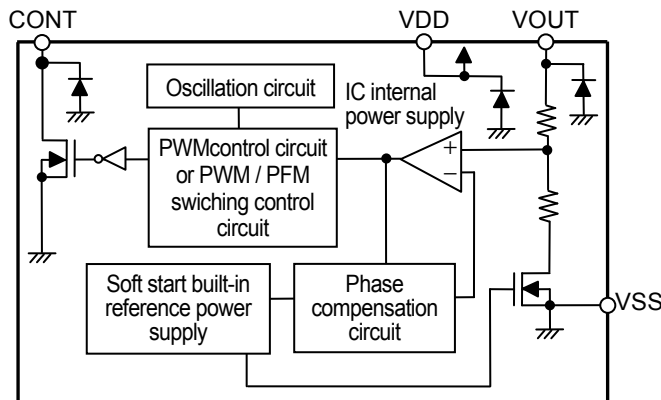 CONT
VDD
VOUT
Oscillation circuit
IC internal
power supply
PWMcontrol circuit
or PWM / PFM
swiching control
circuit
+
−
Soft start built-in
reference power
supply
Phase
compensation
circuit
VSS